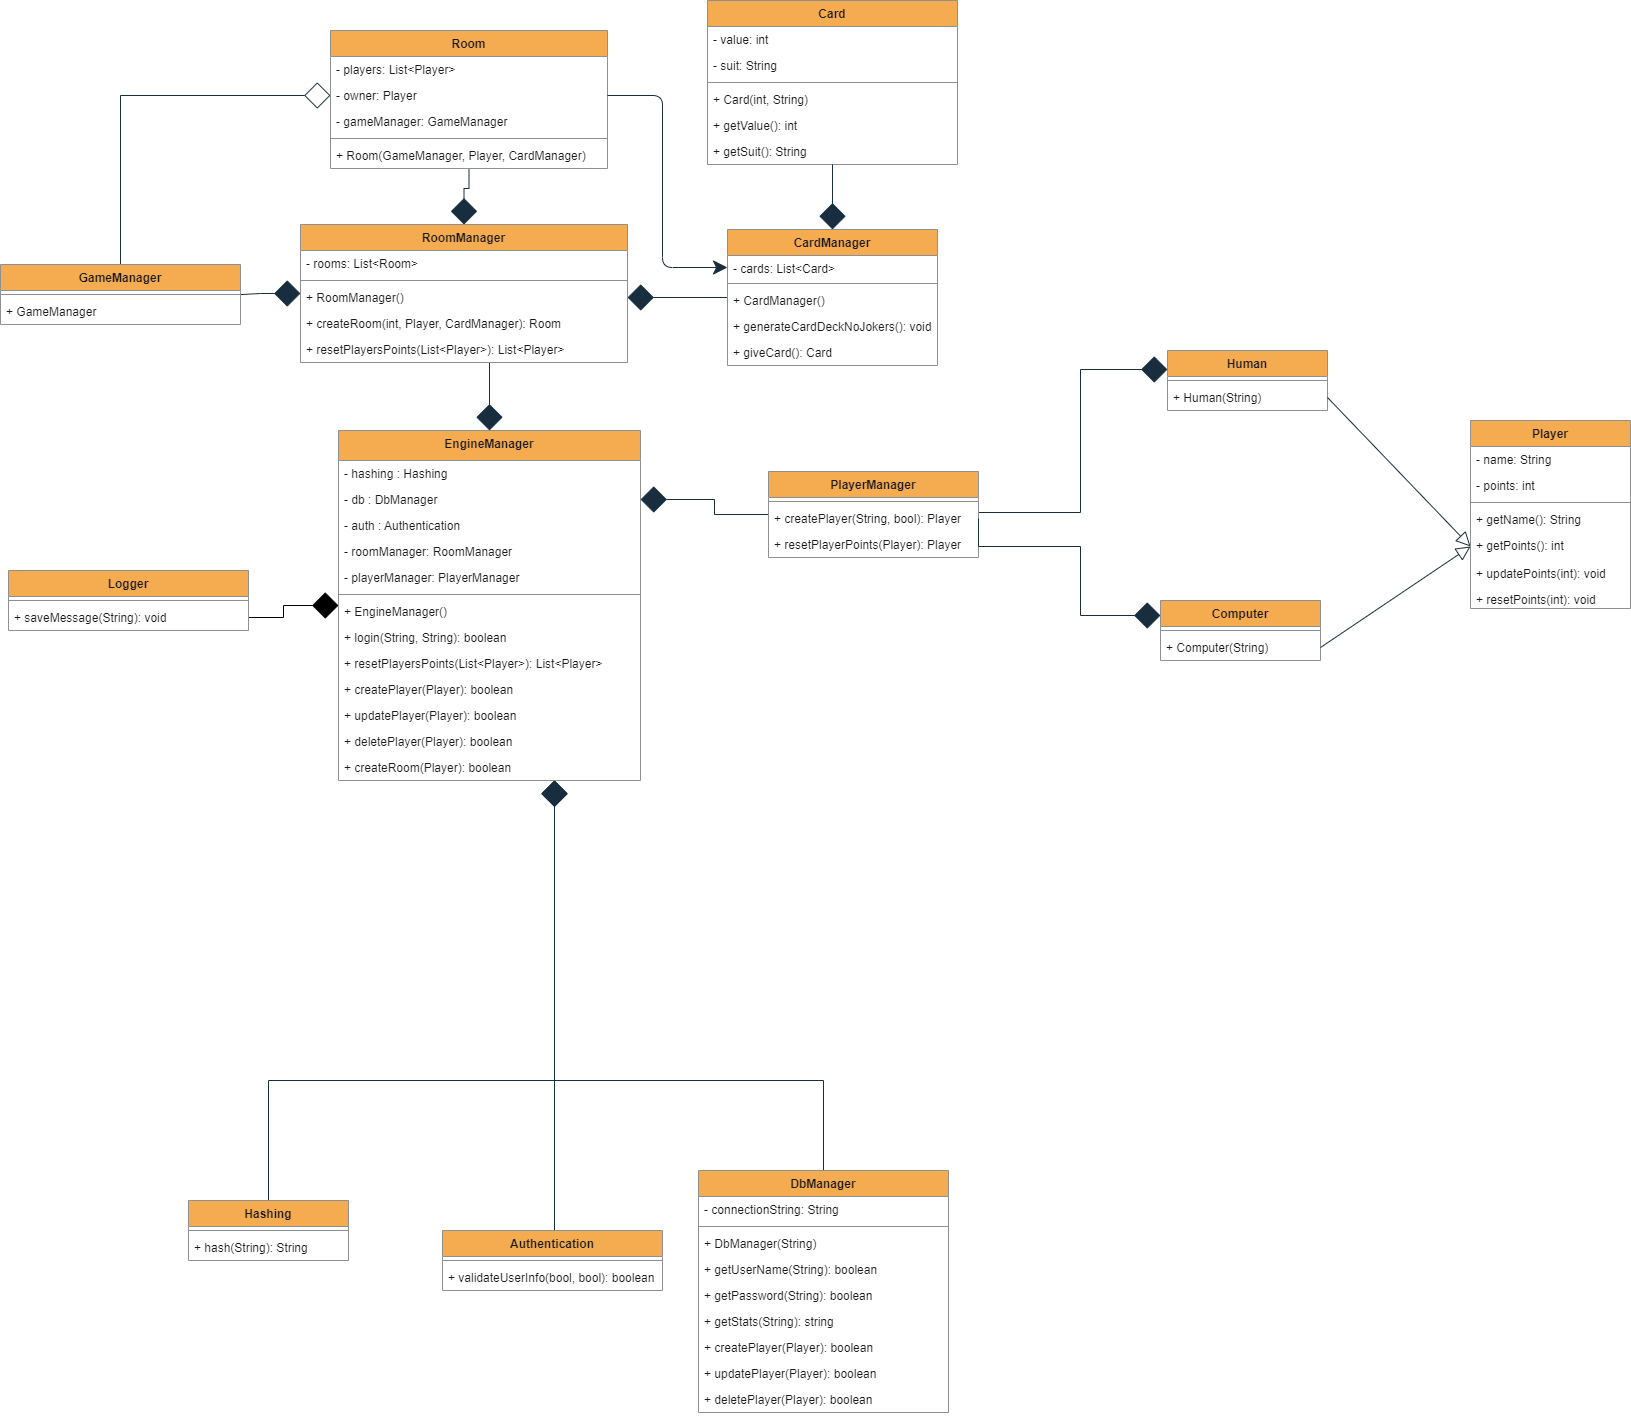 Card
- value: int
- suit: String
+ Card(int, String)
+ getValue(): int
+ getSuit(): String
Room
- players: List<Player>
- owner: Player
- gameManager: GameManager
+ Room(GameManager, Player, CardManager)
RoomManager
- rooms: List<Room>
+ RoomManager()
+ createRoom(int, Player, CardManager): Room
+ resetPlayersPoints(List<Player>): List<Player>
CardManager
- cards: List<Card>
+ CardManager()
+ generateCardDeckNoJokers(): void
+ giveCard(): Card
GameManager
+ GameManager
Human
+ Human(String)
Player
- name: String
- points: int
+ getName(): String
+ getPoints(): int
+ updatePoints(int): void
+ resetPoints(int): void
EngineManager
- hashing : Hashing
- db : DbManager
- auth : Authentication
- roomManager: RoomManager
- playerManager: PlayerManager
+ EngineManager()
+ login(String, String): boolean
+ resetPlayersPoints(List<Player>): List<Player>
+ createPlayer(Player): boolean
+ updatePlayer(Player): boolean
+ deletePlayer(Player): boolean
+ createRoom(Player): boolean
PlayerManager
+ createPlayer(String, bool): Player
+ resetPlayerPoints(Player): Player
Logger
+ saveMessage(String): void
Computer
+ Computer(String)
Hashing
+ hash(String): String
Authentication
+ validateUserInfo(bool, bool): boolean
DbManager
- connectionString: String
+ DbManager(String)
+ getUserName(String): boolean
+ getPassword(String): boolean
+ getStats(String): string
+ createPlayer(Player): boolean
+ updatePlayer(Player): boolean
+ deletePlayer(Player): boolean